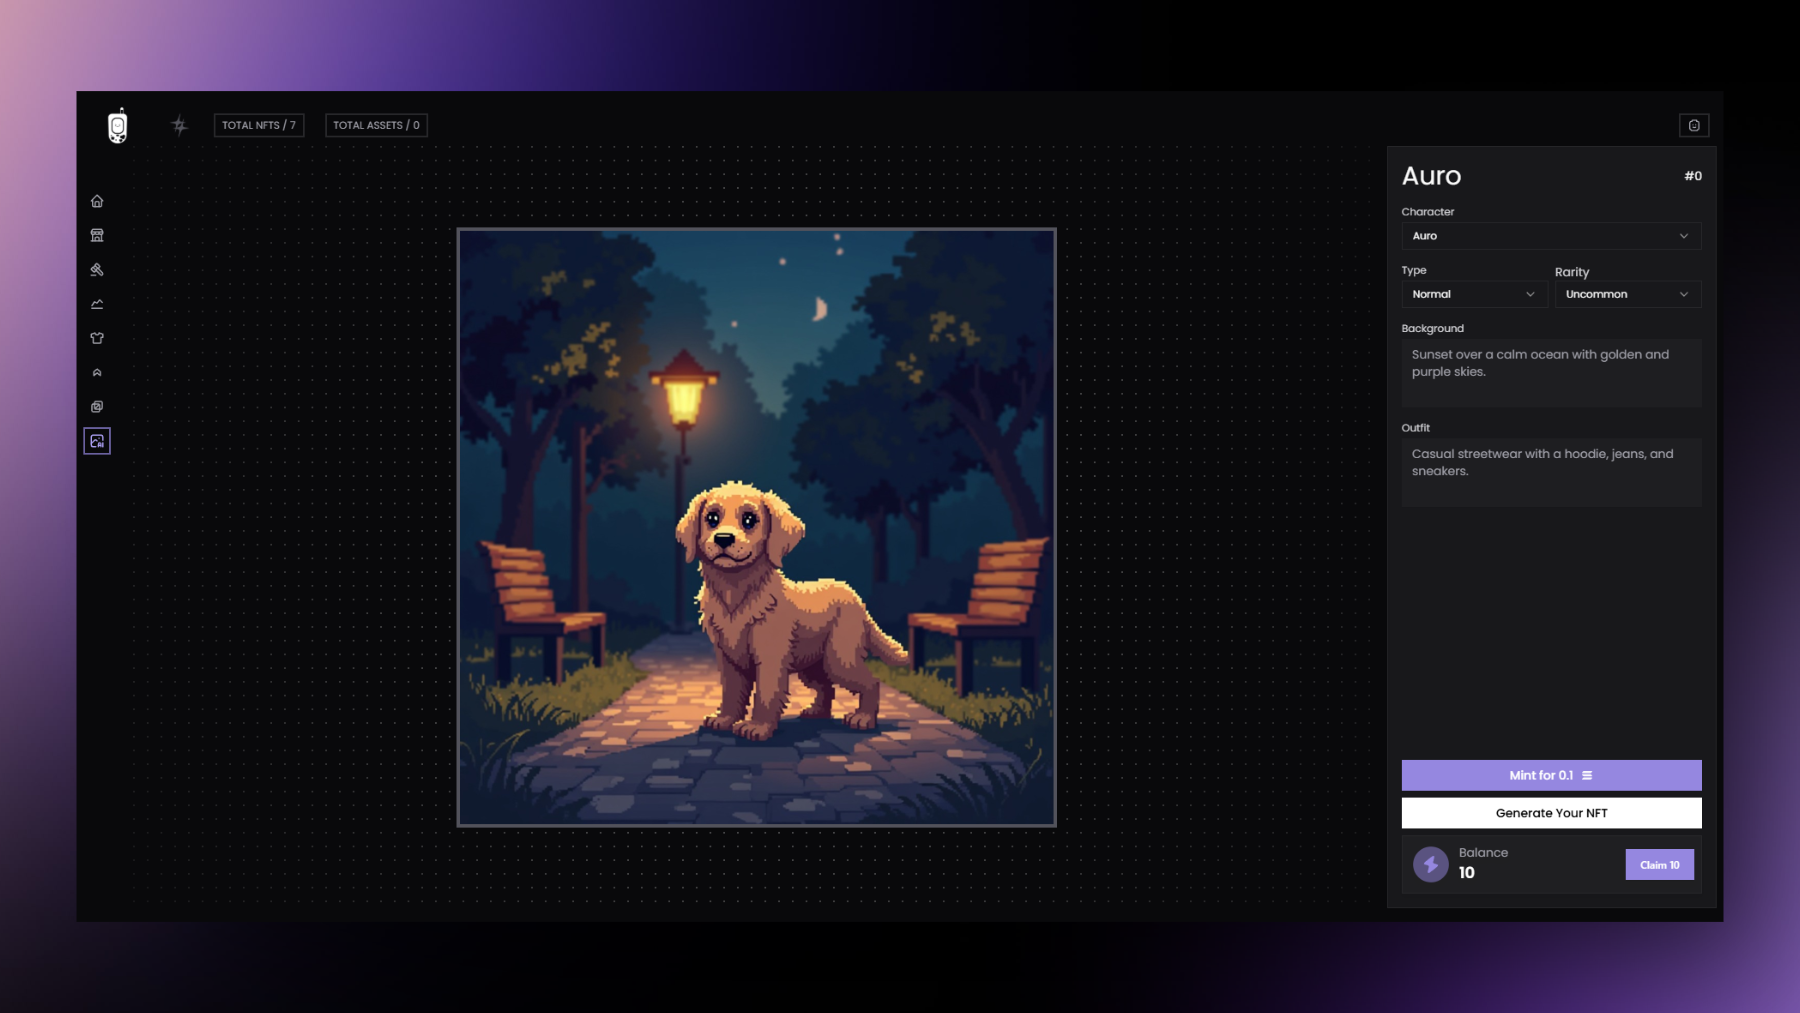 TOTAL NFTS / 7
TOTAL ASSETS / 0
Auro
#0
Character
Auro
Type
Rarity
Normal
Uncommon
Background
Sunset over a calm ocean with golden and
purple skies.
Outfit
Casual streetwear with a hoodie, jeans, and
sneakers.
Mint for 0.1
Generate Your NFT
Balance
10
Claim 10